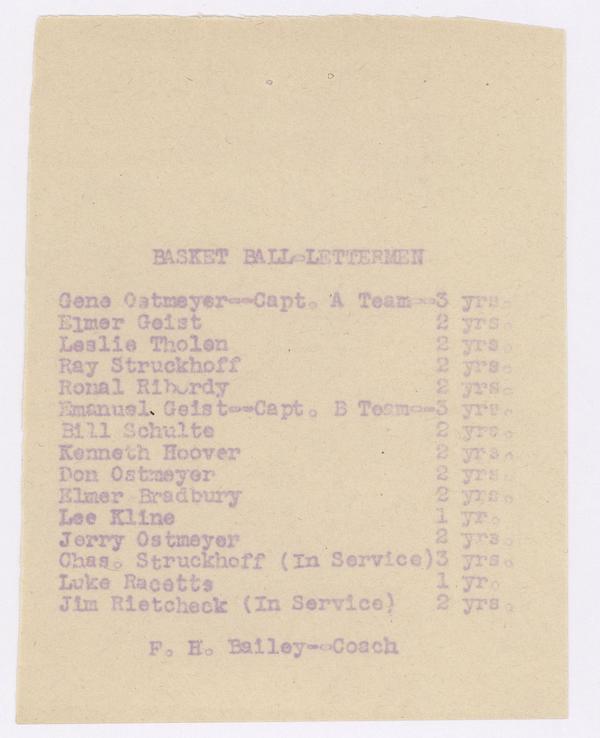 BASKET BALL-LETTERMEN
Gene Ostmeyer--Capt. A Team--3 yrs.
Elmer Geist 2 yrs.
Leslie Tholen 2 yrs.
Ray Struckhoff 2 yrs.
Ronal Ribordy 2 yrs.
Emanuel Geist--Capt. B Team--3 yrs.
Bill Schulte 2 yrs.
Kenneth Hoover 2 yrs.
Don Ostmeyer 2 yrs.
Elmer Bradbury 2 yrs.
Lee Kline 1 yr.
Jerry Ostmeyer 2 yrs.
Chas. Struckhoff (In Service)3 yrs.
Luke Racetts 1 yr.
Jim Rietcheck (In Service) 2 yrs.
F. H. Bailey--Coach